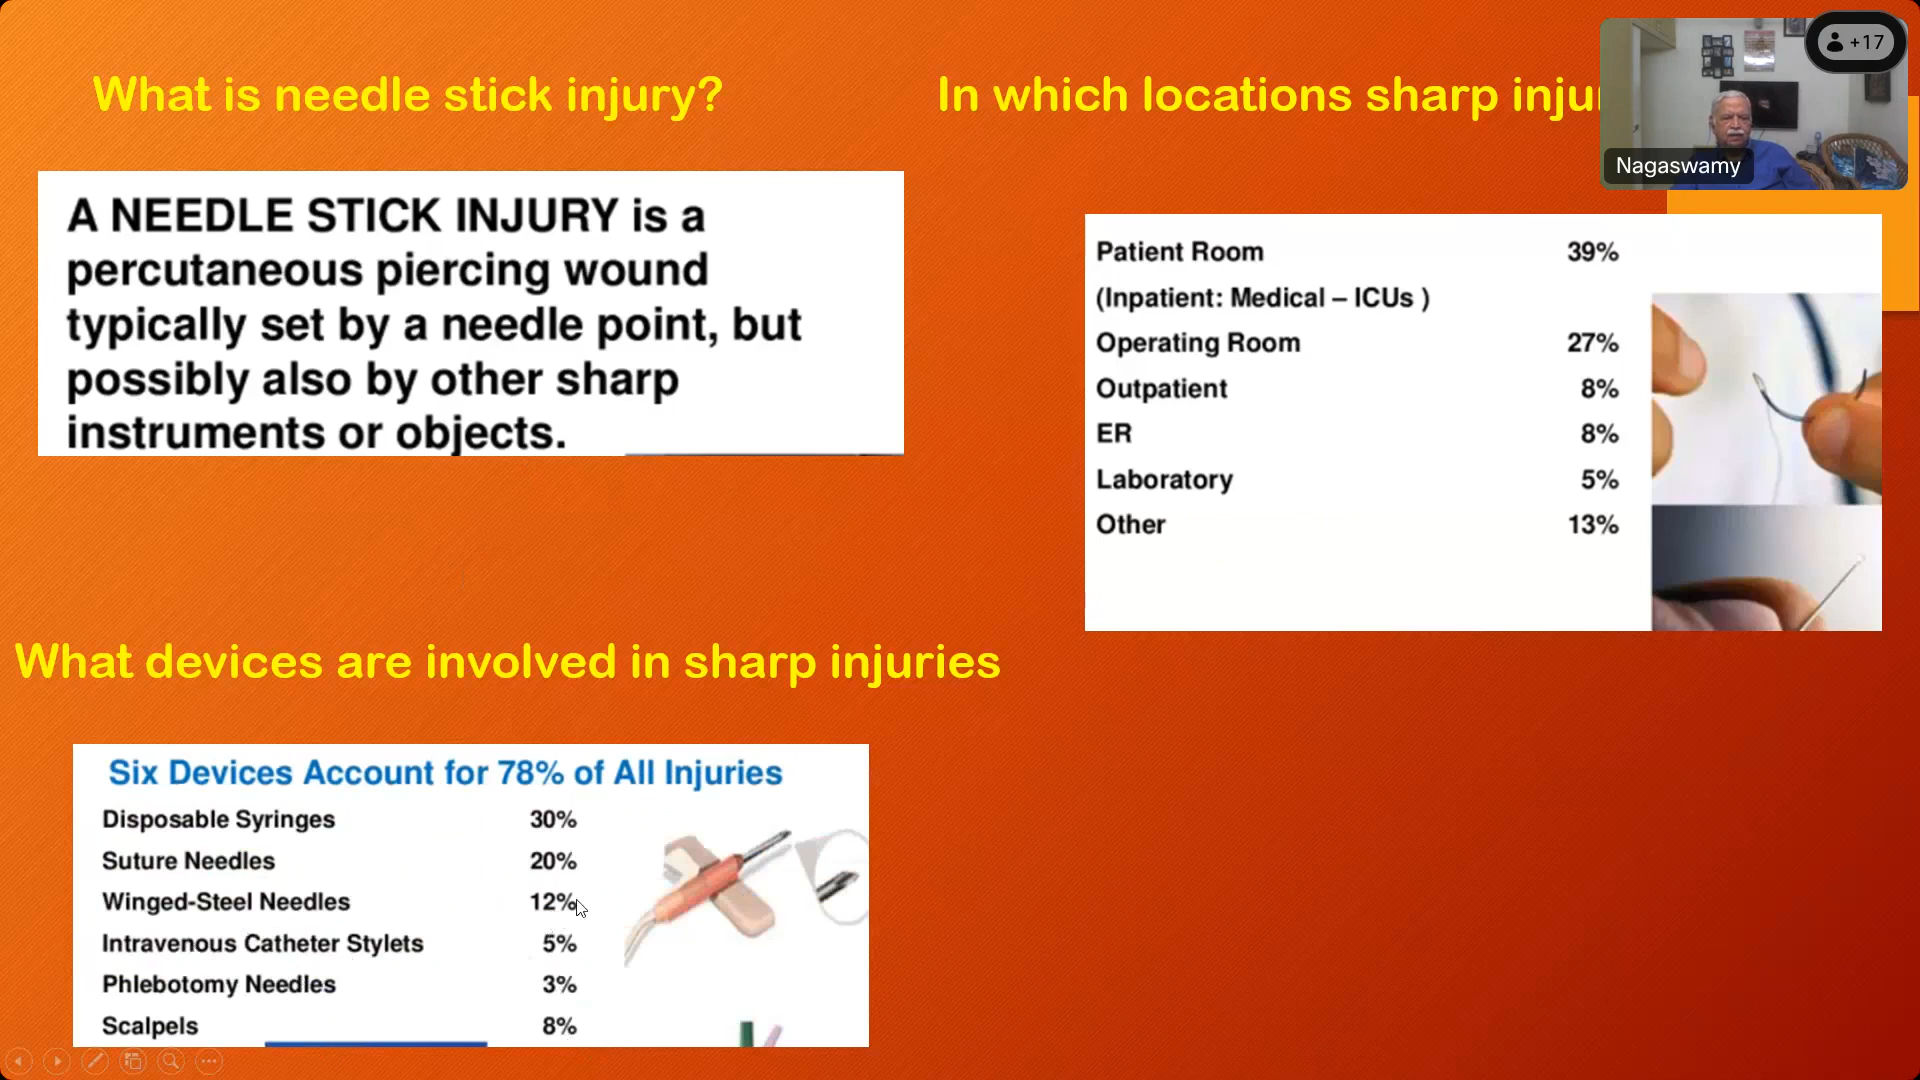 What is needle stick injury?
A NEEDLE STICK INJURY is a
percutaneous piercing wound
typically set by a needle point, but
possibly also by other sharp
instruments or objects.
In which locations sharp
+17
Nagaswamy
Patient Room 39%
(Inpatient: Medical – ICUs )
Operating Room 27%
Outpatient 8%
ER 8%
Laboratory 5%
Other 13%
What devices are involved in sharp injuries
Six Devices Account for 78% of All Injuries
Disposable Syringes 30%
Suture Needles 20%
Winged-Steel Needles 12%
Intravenous Catheter Stylets 5%
Phlebotomy Needles 3%
Scalpels 8%